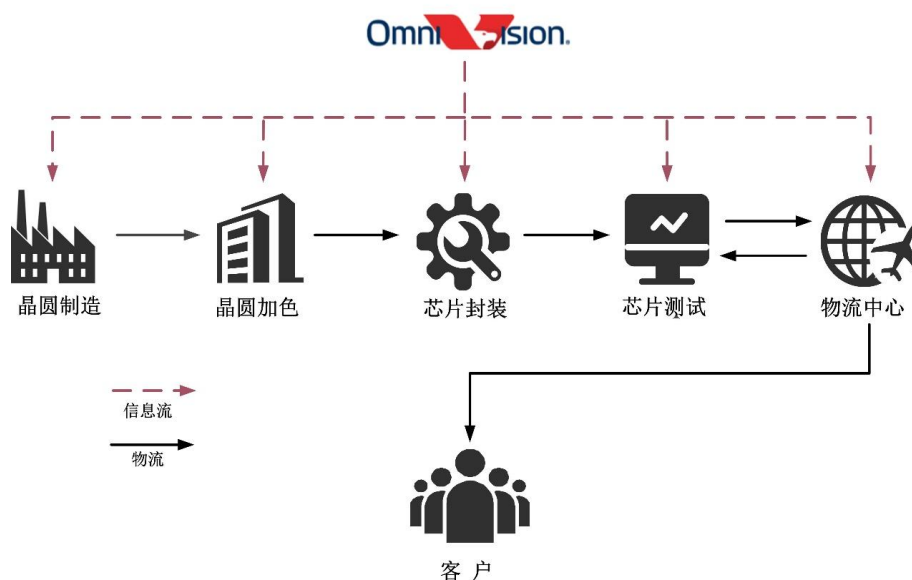 OmniVision.
晶圆制造
晶圆加色
芯片封装
芯片测试
物流中心
信息流
物流
客 户